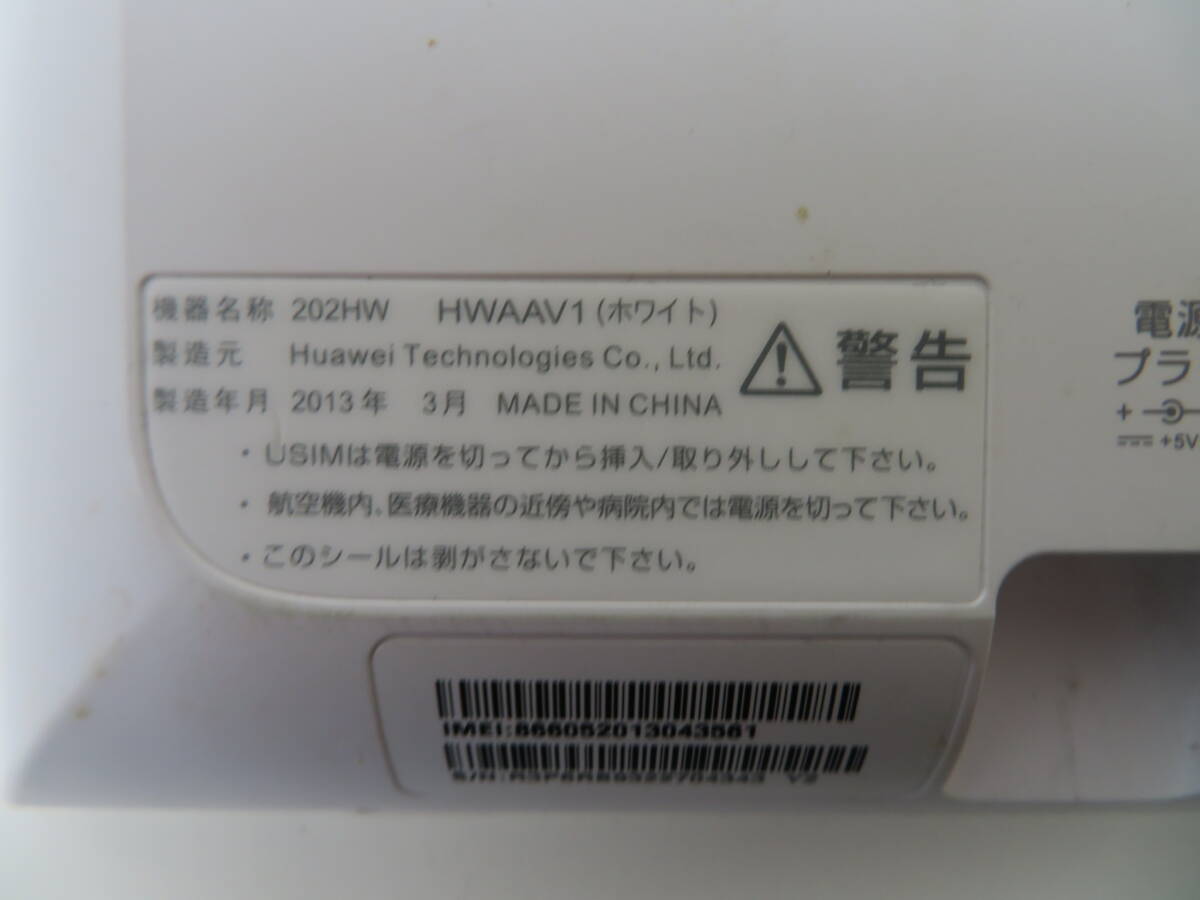 機器名称 202HW HWAAV1(ホワイト)
製造元 Huawei Technologies Co., Ltd.
製造年月 2013年 3月 MADE IN CHINA
警告
・USIMは電源を切ってから挿入/取り外しして下さい。
・航空機内、医療機器の近傍や病院内では電源を切って下さい。
・このシールは剥がさないで下さい。
電源
プラ
+5V
IMEI:866052013043561
S/N: